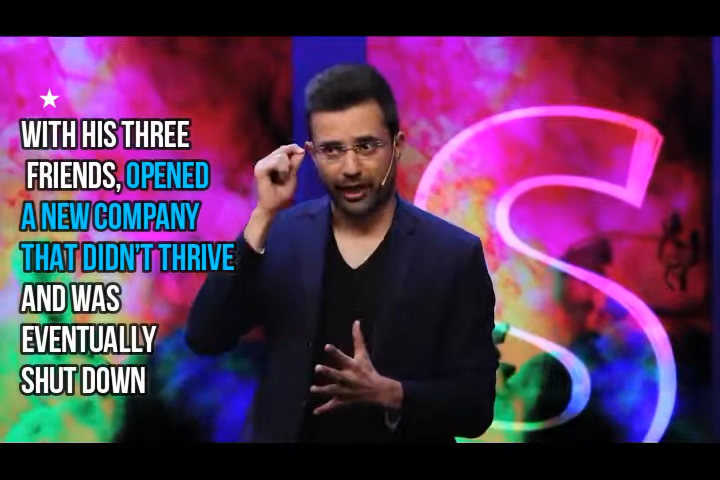 WITH HIS THREE
FRIENDS, OPENED
A NEW COMPANY
THAT DIDN'T THRIVE
AND WAS
EVENTUALLY
SHUT DOWN
S